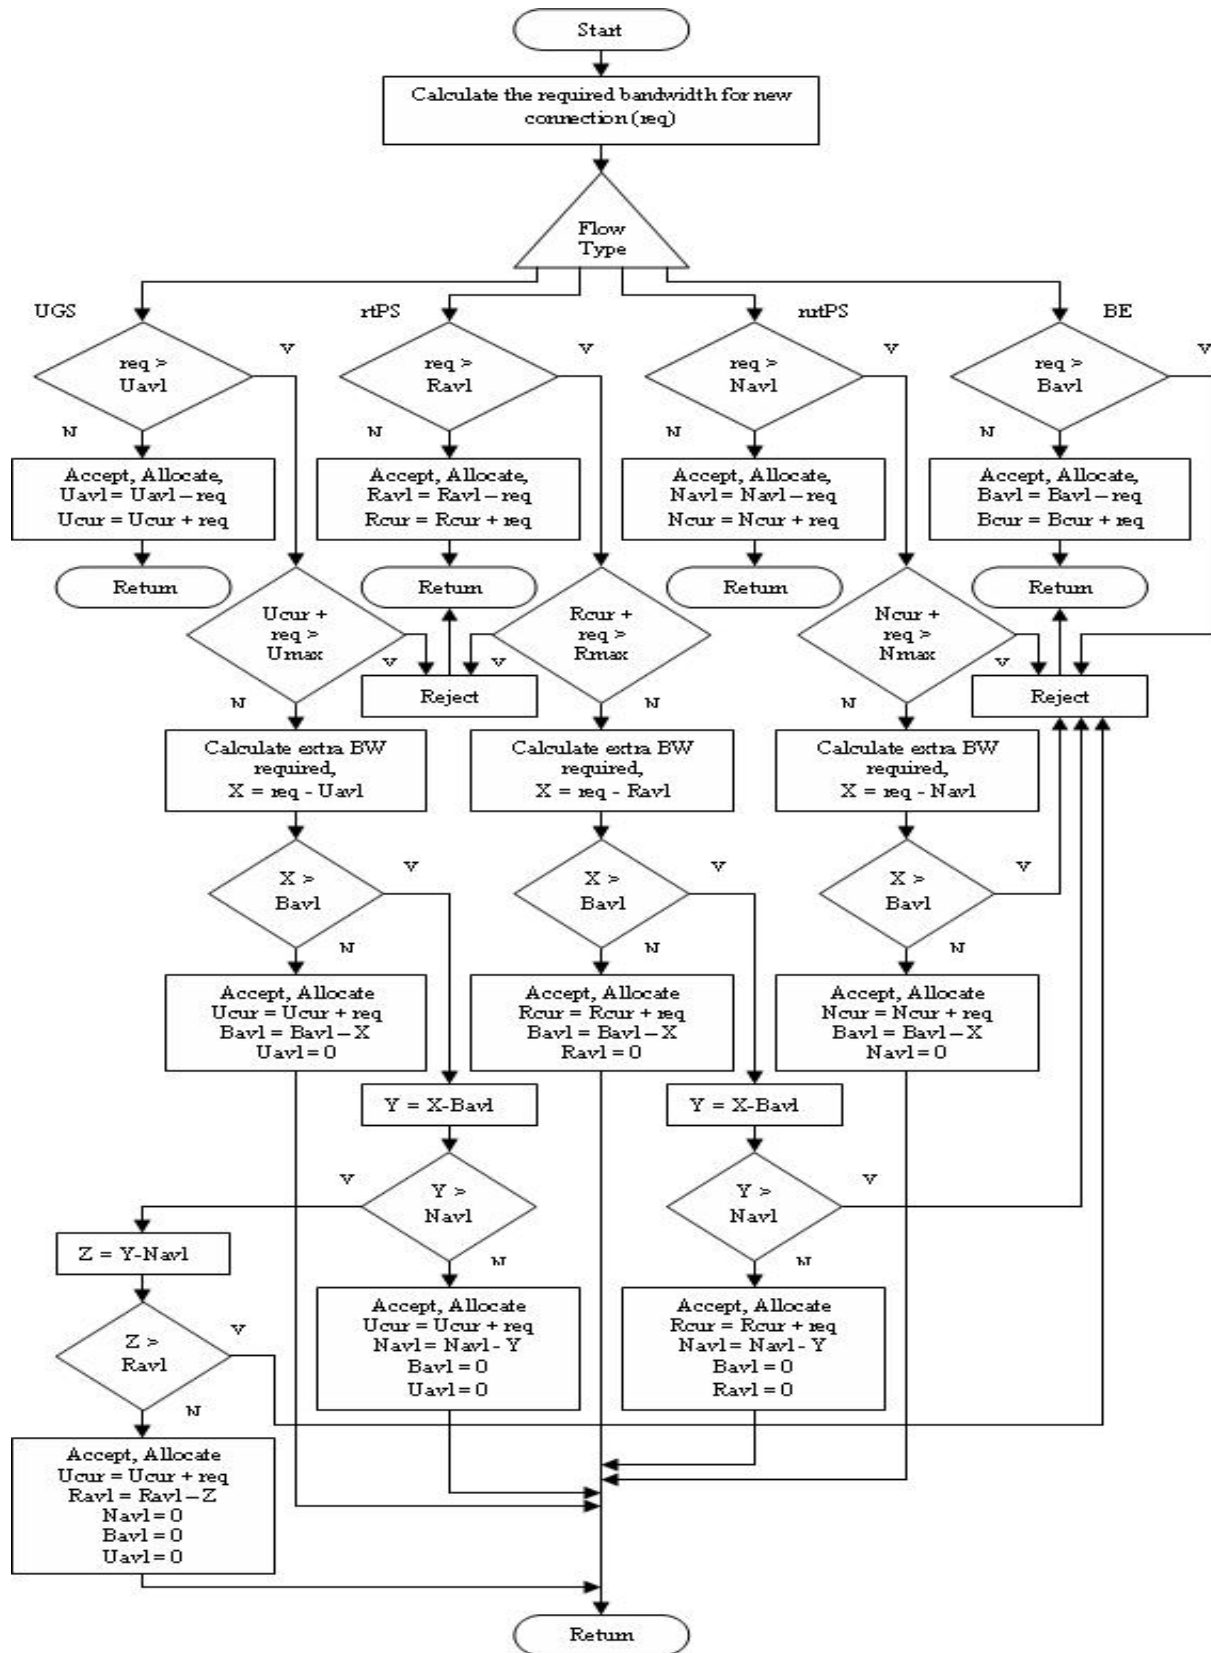 Start
Calculate the required bandwidth for new
connection (req)
Flow
Type
UGS
rtPS
nrtPS
BE
req >
Uavl
Y
req >
Ravl
Y
req >
Navl
Y
req >
Bavl
Y
N
N
N
N
Accept, Allocate,
Uavl = Uavl – req
Ucur = Ucur + req
Accept, Allocate,
Ravl = Ravl – req
Rcur = Rcur + req
Accept, Allocate,
Navl = Navl – req
Ncur = Ncur + req
Accept, Allocate,
Bavl = Bavl – req
Bcur = Bcur + req
Return
Return
Return
Return
Ucur +
req >
Umax
Y
Rcur +
req >
Rmax
Y
Ncur +
req >
Nmax
Y
Reject
Reject
N
N
N
Calculate extra BW
required,
X = req - Uavl
Calculate extra BW
required,
X = req - Ravl
Calculate extra BW
required,
X = req - Navl
X >
Bavl
Y
X >
Bavl
Y
X >
Bavl
Y
N
N
N
Accept, Allocate
Ucur = Ucur + req
Bavl = Bavl – X
Uavl = 0
Accept, Allocate
Rcur = Rcur + req
Bavl = Bavl – X
Ravl = 0
Accept, Allocate
Ncur = Ncur + req
Bavl = Bavl – X
Navl = 0
Y = X-Bavl
Y = X-Bavl
Y
Y >
Navl
Y >
Navl
Y
Z = Y-Navl
N
N
Z >
Ravl
Y
Accept, Allocate
Ucur = Ucur + req
Navl = Navl - Y
Bavl = 0
Uavl = 0
Accept, Allocate
Rcur = Rcur + req
Navl = Navl - Y
Bavl = 0
Ravl = 0
N
Accept, Allocate
Ucur = Ucur + req
Ravl = Ravl – Z
Navl = 0
Bavl = 0
Uavl = 0
Return